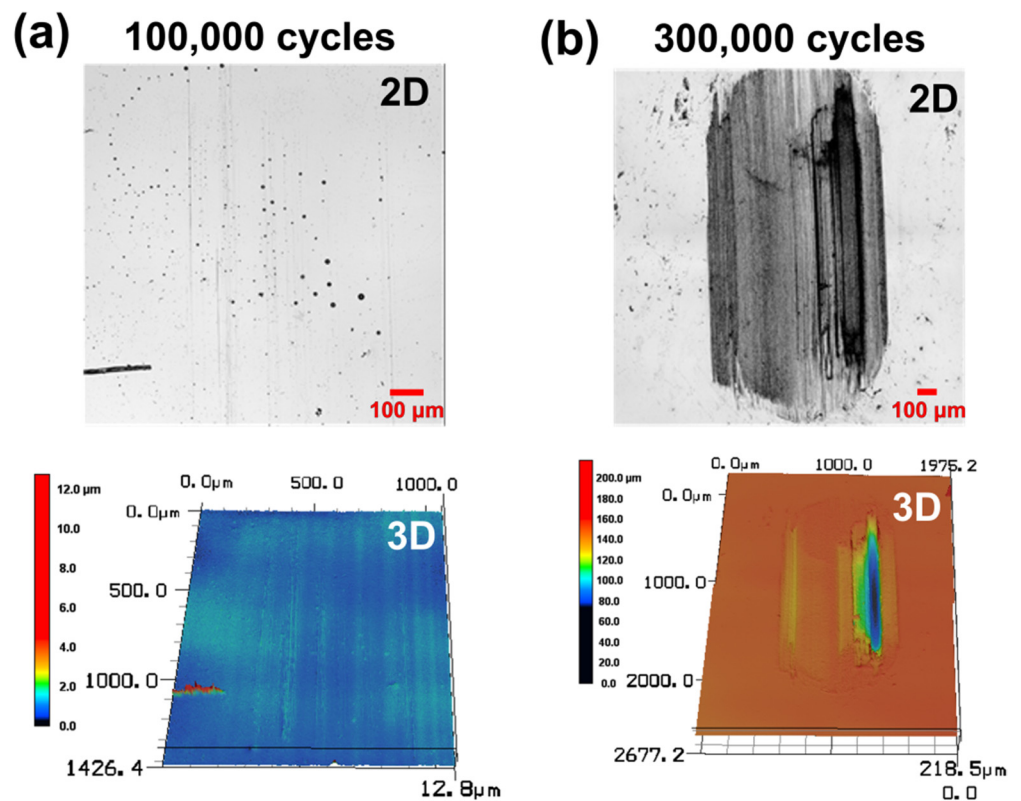 (a) 100,000 cycles
2D
100 µm
(b) 300,000 cycles
2D
100 µm
12.0 µm
10.0
8.0
6.0
4.0
2.0
0.0
0.0µm 500.0 1000.0
0.0µm
500.0
1000.0
1426.4
12.8µm
3D
200.0 µm
180.0
160.0
140.0
120.0
100.0
80.0
60.0
40.0
20.0
0.0
0.0µm 1000.0 1975.2
0.0µm
1000.0
2000.0
2677.2
218.5µm
0.0
3D